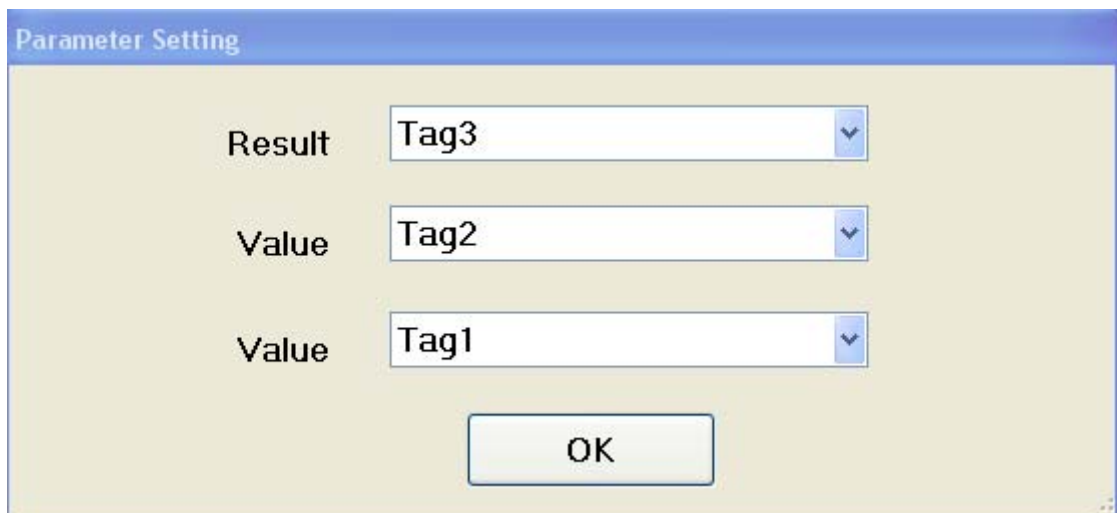 Parameter Setting
Result Tag3
Value Tag2
Value Tag1
OK